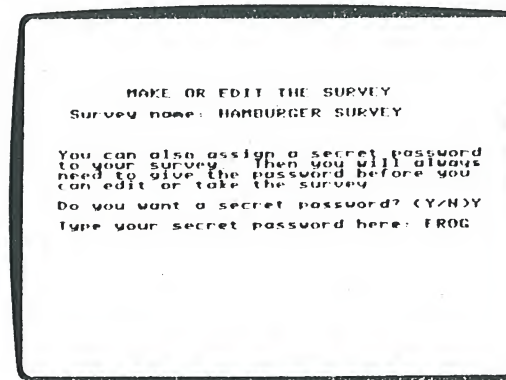 MAKE OR EDIT THE SURVEY
Survey name: HAMBURGER SURVEY
You can also assign a secret password
to your survey. Then you will always
need to give the password before you
can edit or take the survey
Do you want a secret password? (Y/N)Y
Type your secret password here: FROG